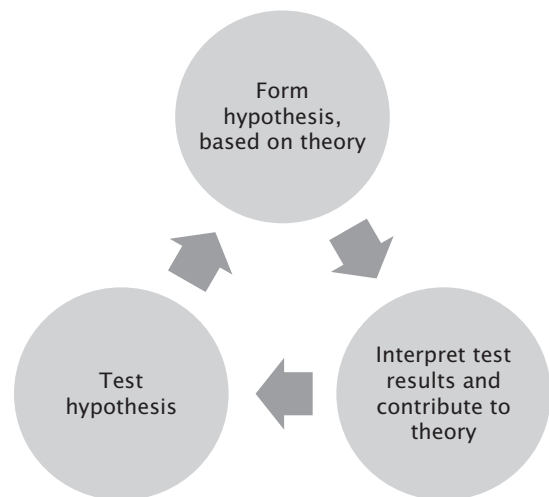 Form
hypothesis,
based on theory
Interpret test
results and
contribute to
theory
Test
hypothesis